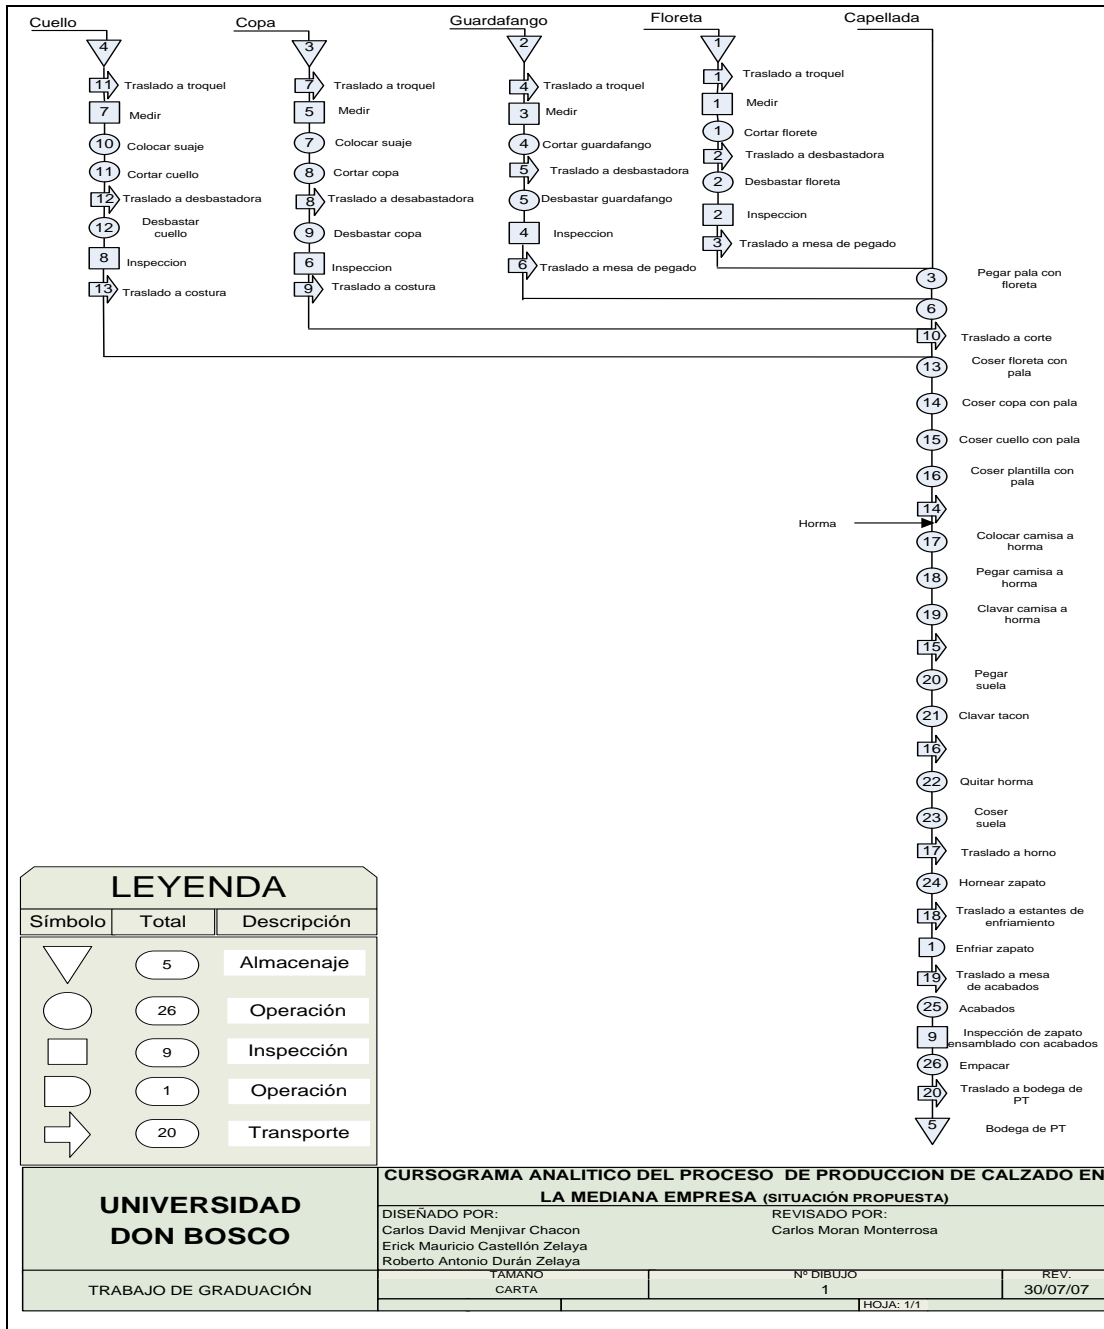 Cuello
Copa
Guardafango
Floreta
Capellada
4
11 Traslado a troquel
7 Medir
10 Colocar suaje
11 Cortar cuello
12 Traslado a desbastadora
12 Desbastar
cuello
8 Inspeccion
13 Traslado a costura
3
7 Traslado a troquel
5 Medir
7 Colocar suaje
8 Cortar copa
8 Traslado a desabastadora
9 Desbastar copa
6 Inspeccion
9 Traslado a costura
2
4 Traslado a troquel
3 Medir
4 Cortar guardafango
5 Traslado a desbastadora
5 Desbastar guardafango
4 Inspeccion
6 Traslado a mesa de pegado
1
1 Traslado a troquel
1 Medir
1 Cortar florete
2 Traslado a desbastadora
2 Desbastar floreta
2 Inspeccion
3 Traslado a mesa de pegado
3 Pegar pala con
floreta
6
10 Traslado a corte
13 Coser floreta con
pala
14 Coser copa con pala
15 Coser cuello con pala
16 Coser plantilla con
pala
14
Horma
17 Colocar camisa a
horma
18 Pegar camisa a
horma
19 Clavar camisa a
horma
15
20 Pegar
suela
21 Clavar tacon
16
22 Quitar horma
23 Coser
suela
17 Traslado a horno
24 Hornear zapato
18 Traslado a estantes de
enfriamiento
1 Enfriar zapato
19 Traslado a mesa
de acabados
25 Acabados
9 Inspección de zapato
ensamblado con acabados
26 Empacar
20 Traslado a bodega de
PT
5 Bodega de PT
LEYENDA
Símbolo Total Descripción
5 Almacenaje
26 Operación
9 Inspección
1 Operación
20 Transporte
UNIVERSIDAD
DON BOSCO
TRABAJO DE GRADUACIÓN
CURSOGRAMA ANALITICO DEL PROCESO DE PRODUCCION DE CALZADO EN
LA MEDIANA EMPRESA (SITUACIÓN PROPUESTA)
DISEÑADO POR:
Carlos David Menjivar Chacon
Erick Mauricio Castellón Zelaya
Roberto Antonio Durán Zelaya
REVISADO POR:
Carlos Moran Monterrosa
TAMAÑO
CARTA
Nº DIBUJO
1
REV.
30/07/07
HOJA: 1/1